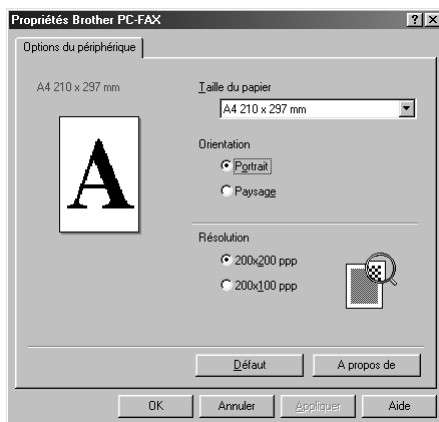 Propriétés Brother PC-FAX
Options du périphérique
A4 210 x 297 mm
A
Taille du papier
A4 210 x 297 mm
Orientation
Portrait
Paysage
Résolution
200x200 ppp
200x100 ppp
Défaut
A propos de
OK
Annuler
Appliquer
Aide